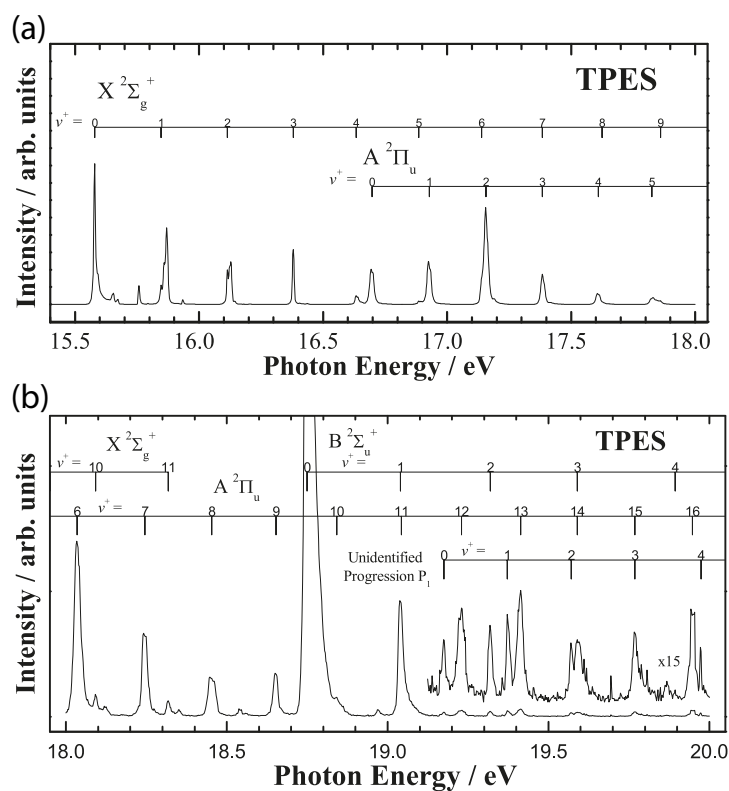 (a)
TPES
X ²Σg⁺
v⁺ = 0 1 2 3 4 5 6 7 8 9
A ²Πu
v⁺ = 0 1 2 3 4 5
Intensity / arb. units
15.5 16.0 16.5 17.0 17.5 18.0
Photon Energy / eV
(b)
X ²Σg⁺ B ²Σu⁺ TPES
v⁺ = 10 11 0 v⁺ = 1 2 3 4
A ²Πu
6 v⁺ = 7 8 9 10 11 12 13 14 15 16
Unidentified
Progression P₁
0 v⁺ = 1 2 3 4
x15
Intensity / arb. units
18.0 18.5 19.0 19.5 20.0
Photon Energy / eV